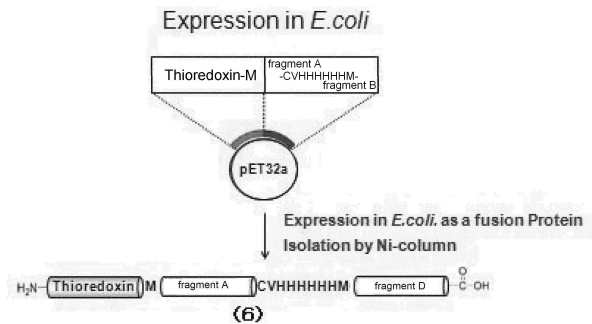 Expression in E.coli
Thioredoxin-M
fragment A
-CVHHHHHHM-
fragment B
pET32a
Expression in E.coli. as a fusion Protein
Isolation by Ni-column
H₂N- Thioredoxin M fragment A CVHHHHHHM fragment D -C-OH
O
(6)